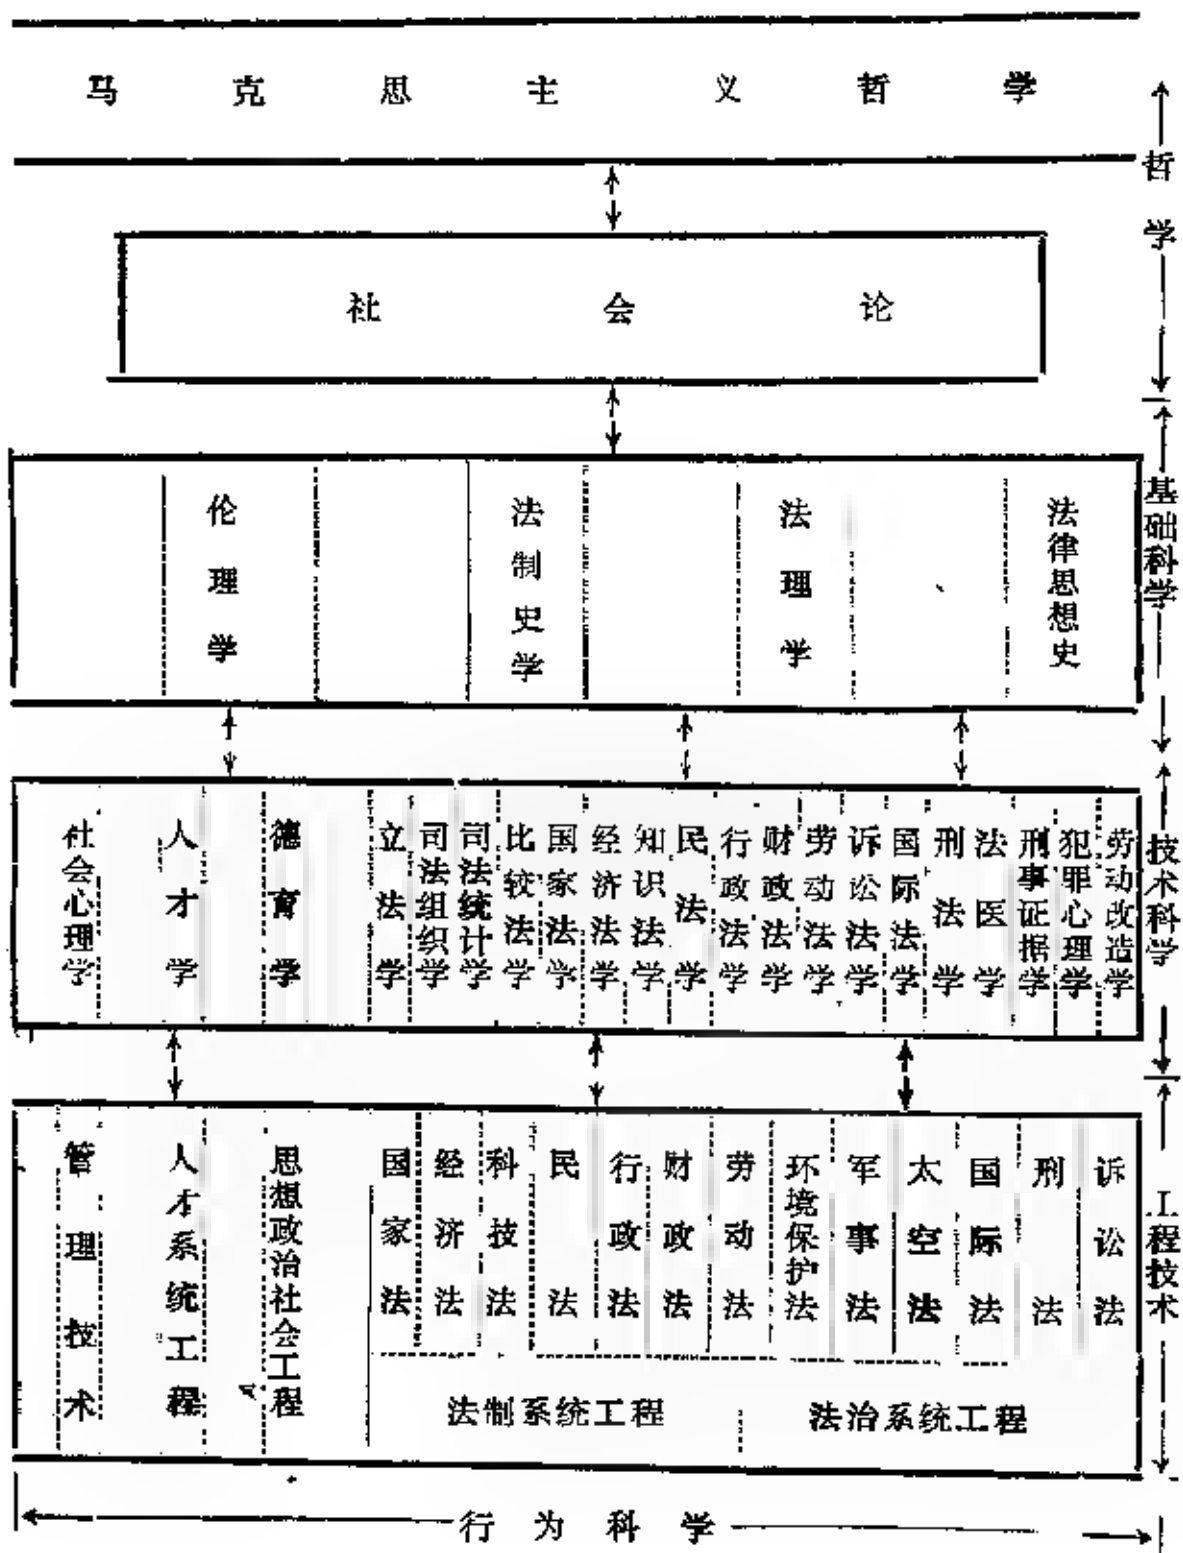 马克思主义哲学
哲学
社会论
基础科学
伦理学
法制史学
法理学
法律思想史
技术科学
社会心理学
人才学
德育学
立法学
司法组织学
司法统计学
比较法学
国家法学
经济法学
知识法学
民法学
行政法学
财政法学
劳动法学
诉讼法学
国际法学
刑法学
法医学
刑事证据学
犯罪心理学
劳动改造学
工程技术
管理技术
人才系统工程
思想政治社会工程
国家法
经济法
科技法
民法
行政法
财政法
劳动法
环境保护法
军事法
太空法
国际法
刑法
诉讼法
法制系统工程
法治系统工程
行为科学